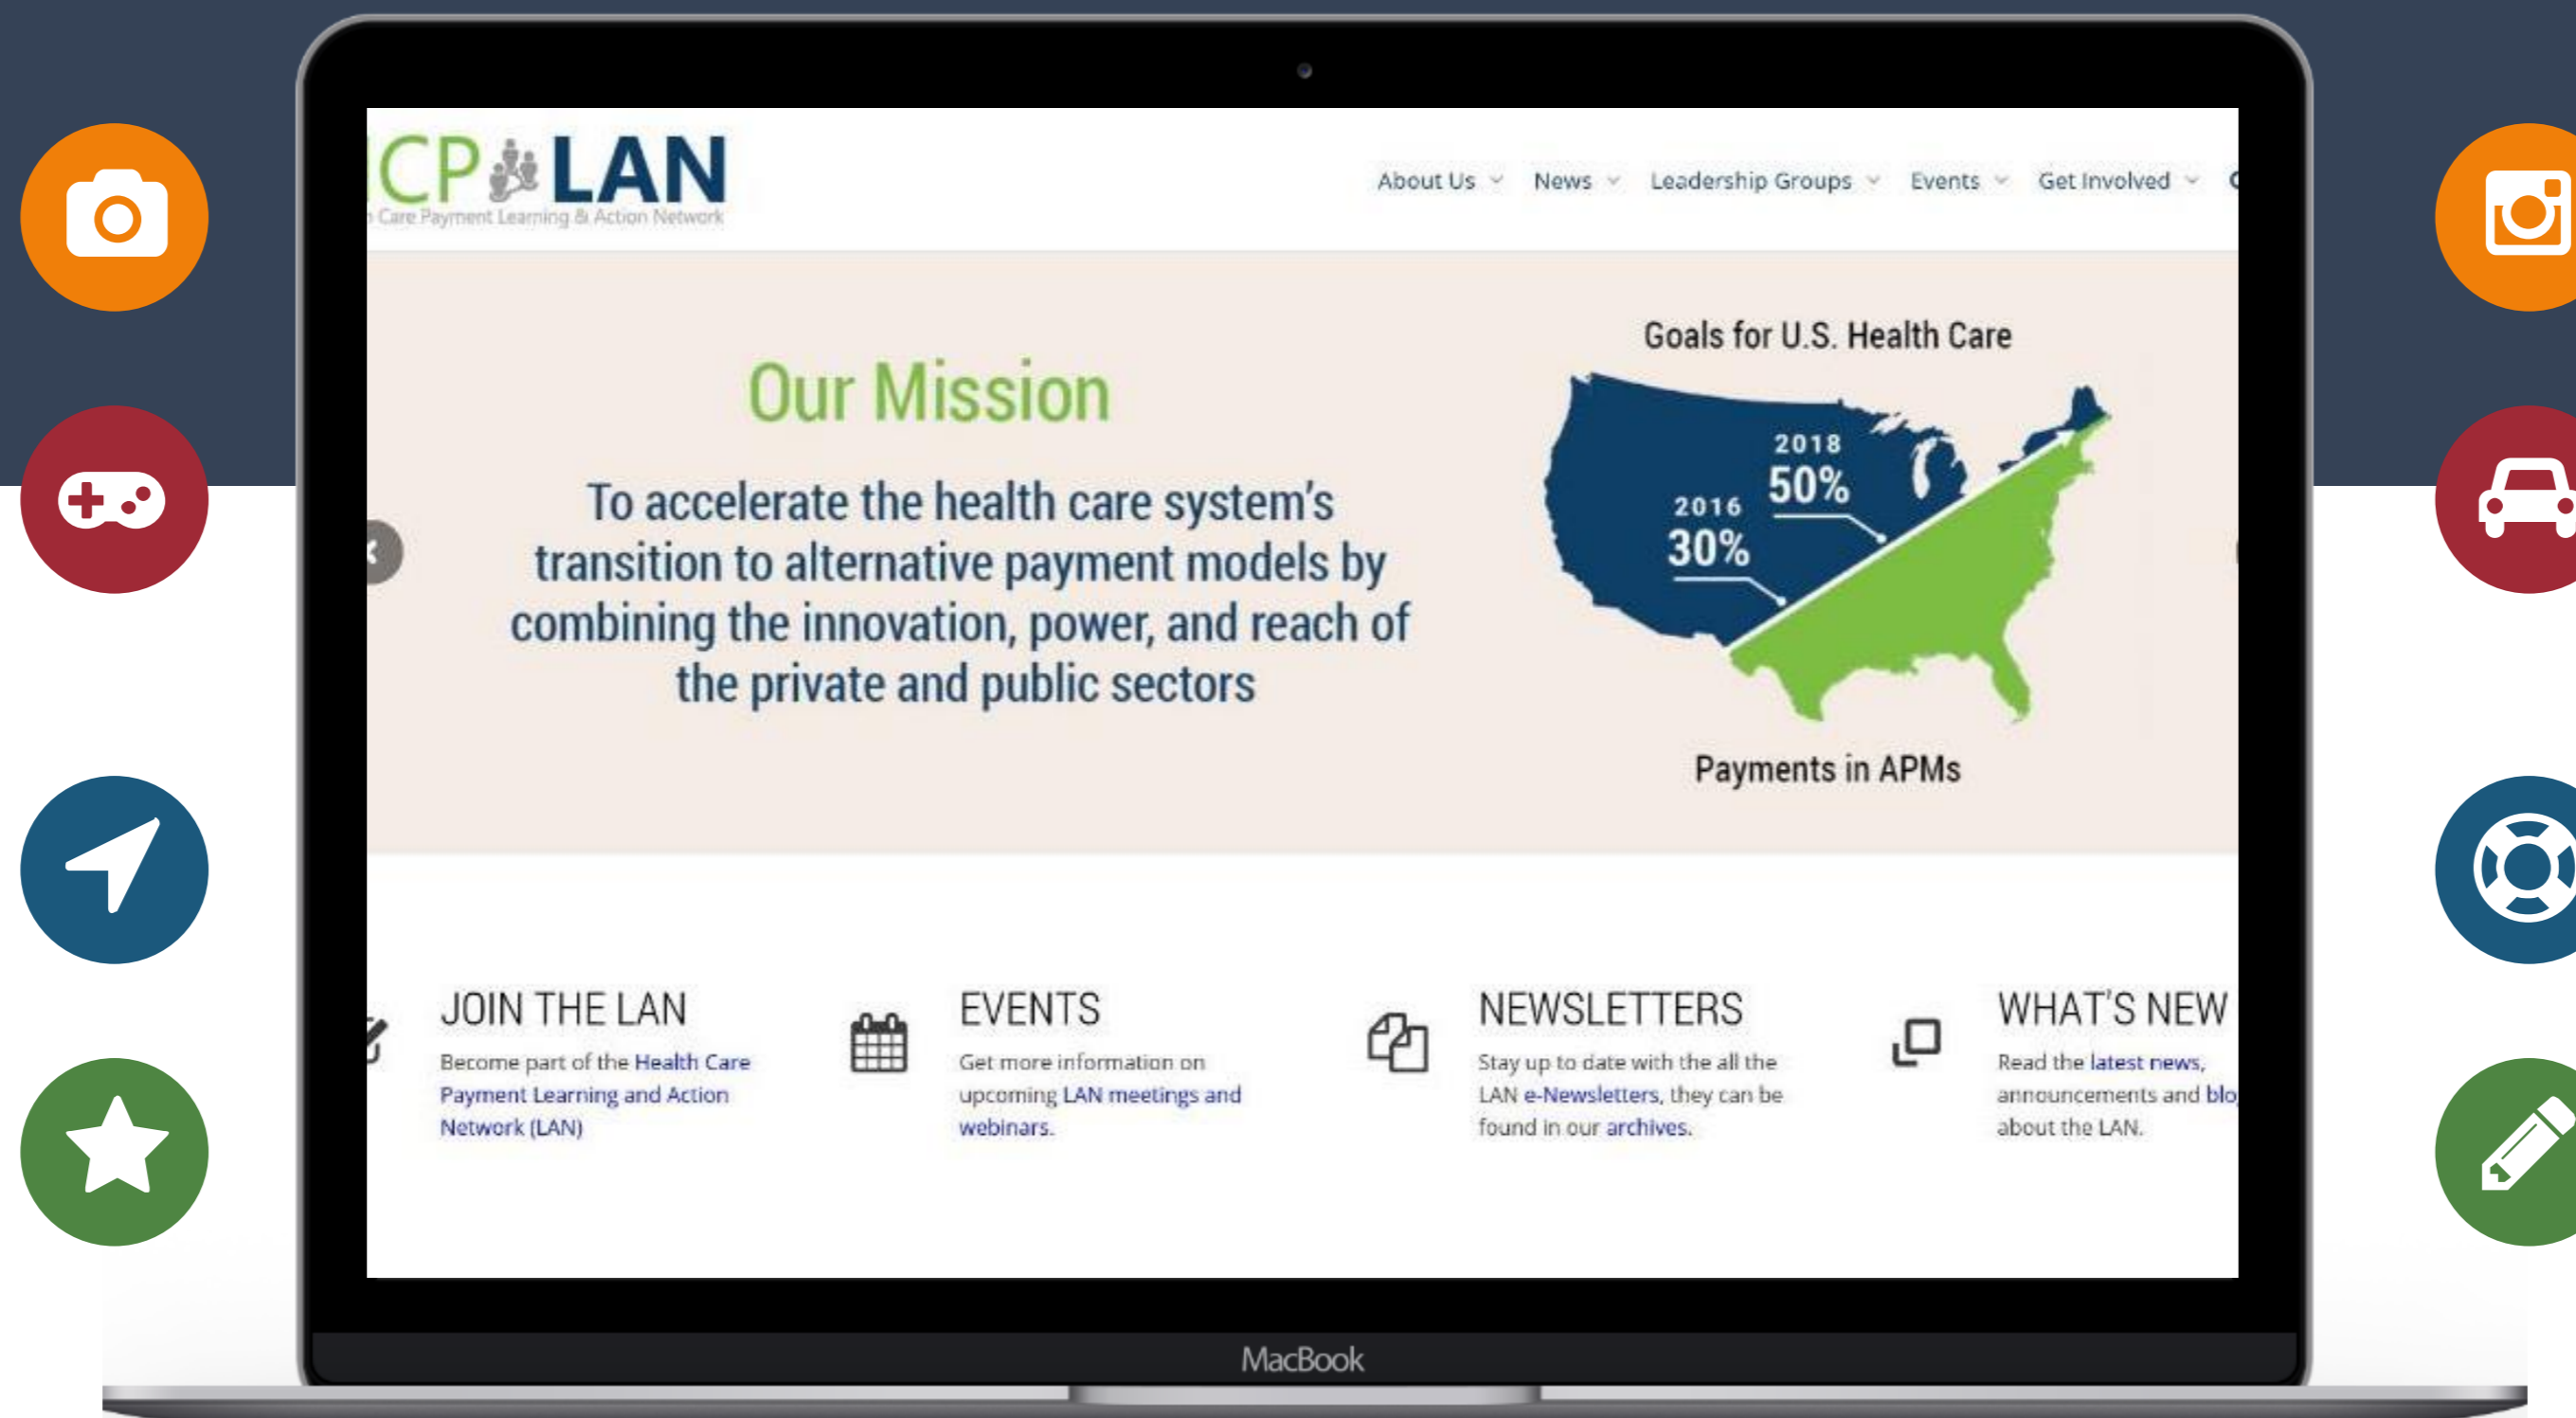 CP LAN
Care Payment Learning & Action Network
About Us
News
Leadership Groups
Events
Get Involved
Our Mission
To accelerate the health care system's
transition to alternative payment models by
combining the innovation, power, and reach of
the private and public sectors
Goals for U.S. Health Care
2018
50%
2016
30%
Payments in APMs
JOIN THE LAN
Become part of the Health Care
Payment Learning and Action
Network (LAN)
EVENTS
Get more information on
upcoming LAN meetings and
webinars.
NEWSLETTERS
Stay up to date with the all the
LAN e-Newsletters, they can be
found in our archives.
WHAT'S NEW
Read the latest news,
announcements and
about the LAN.
MacBook